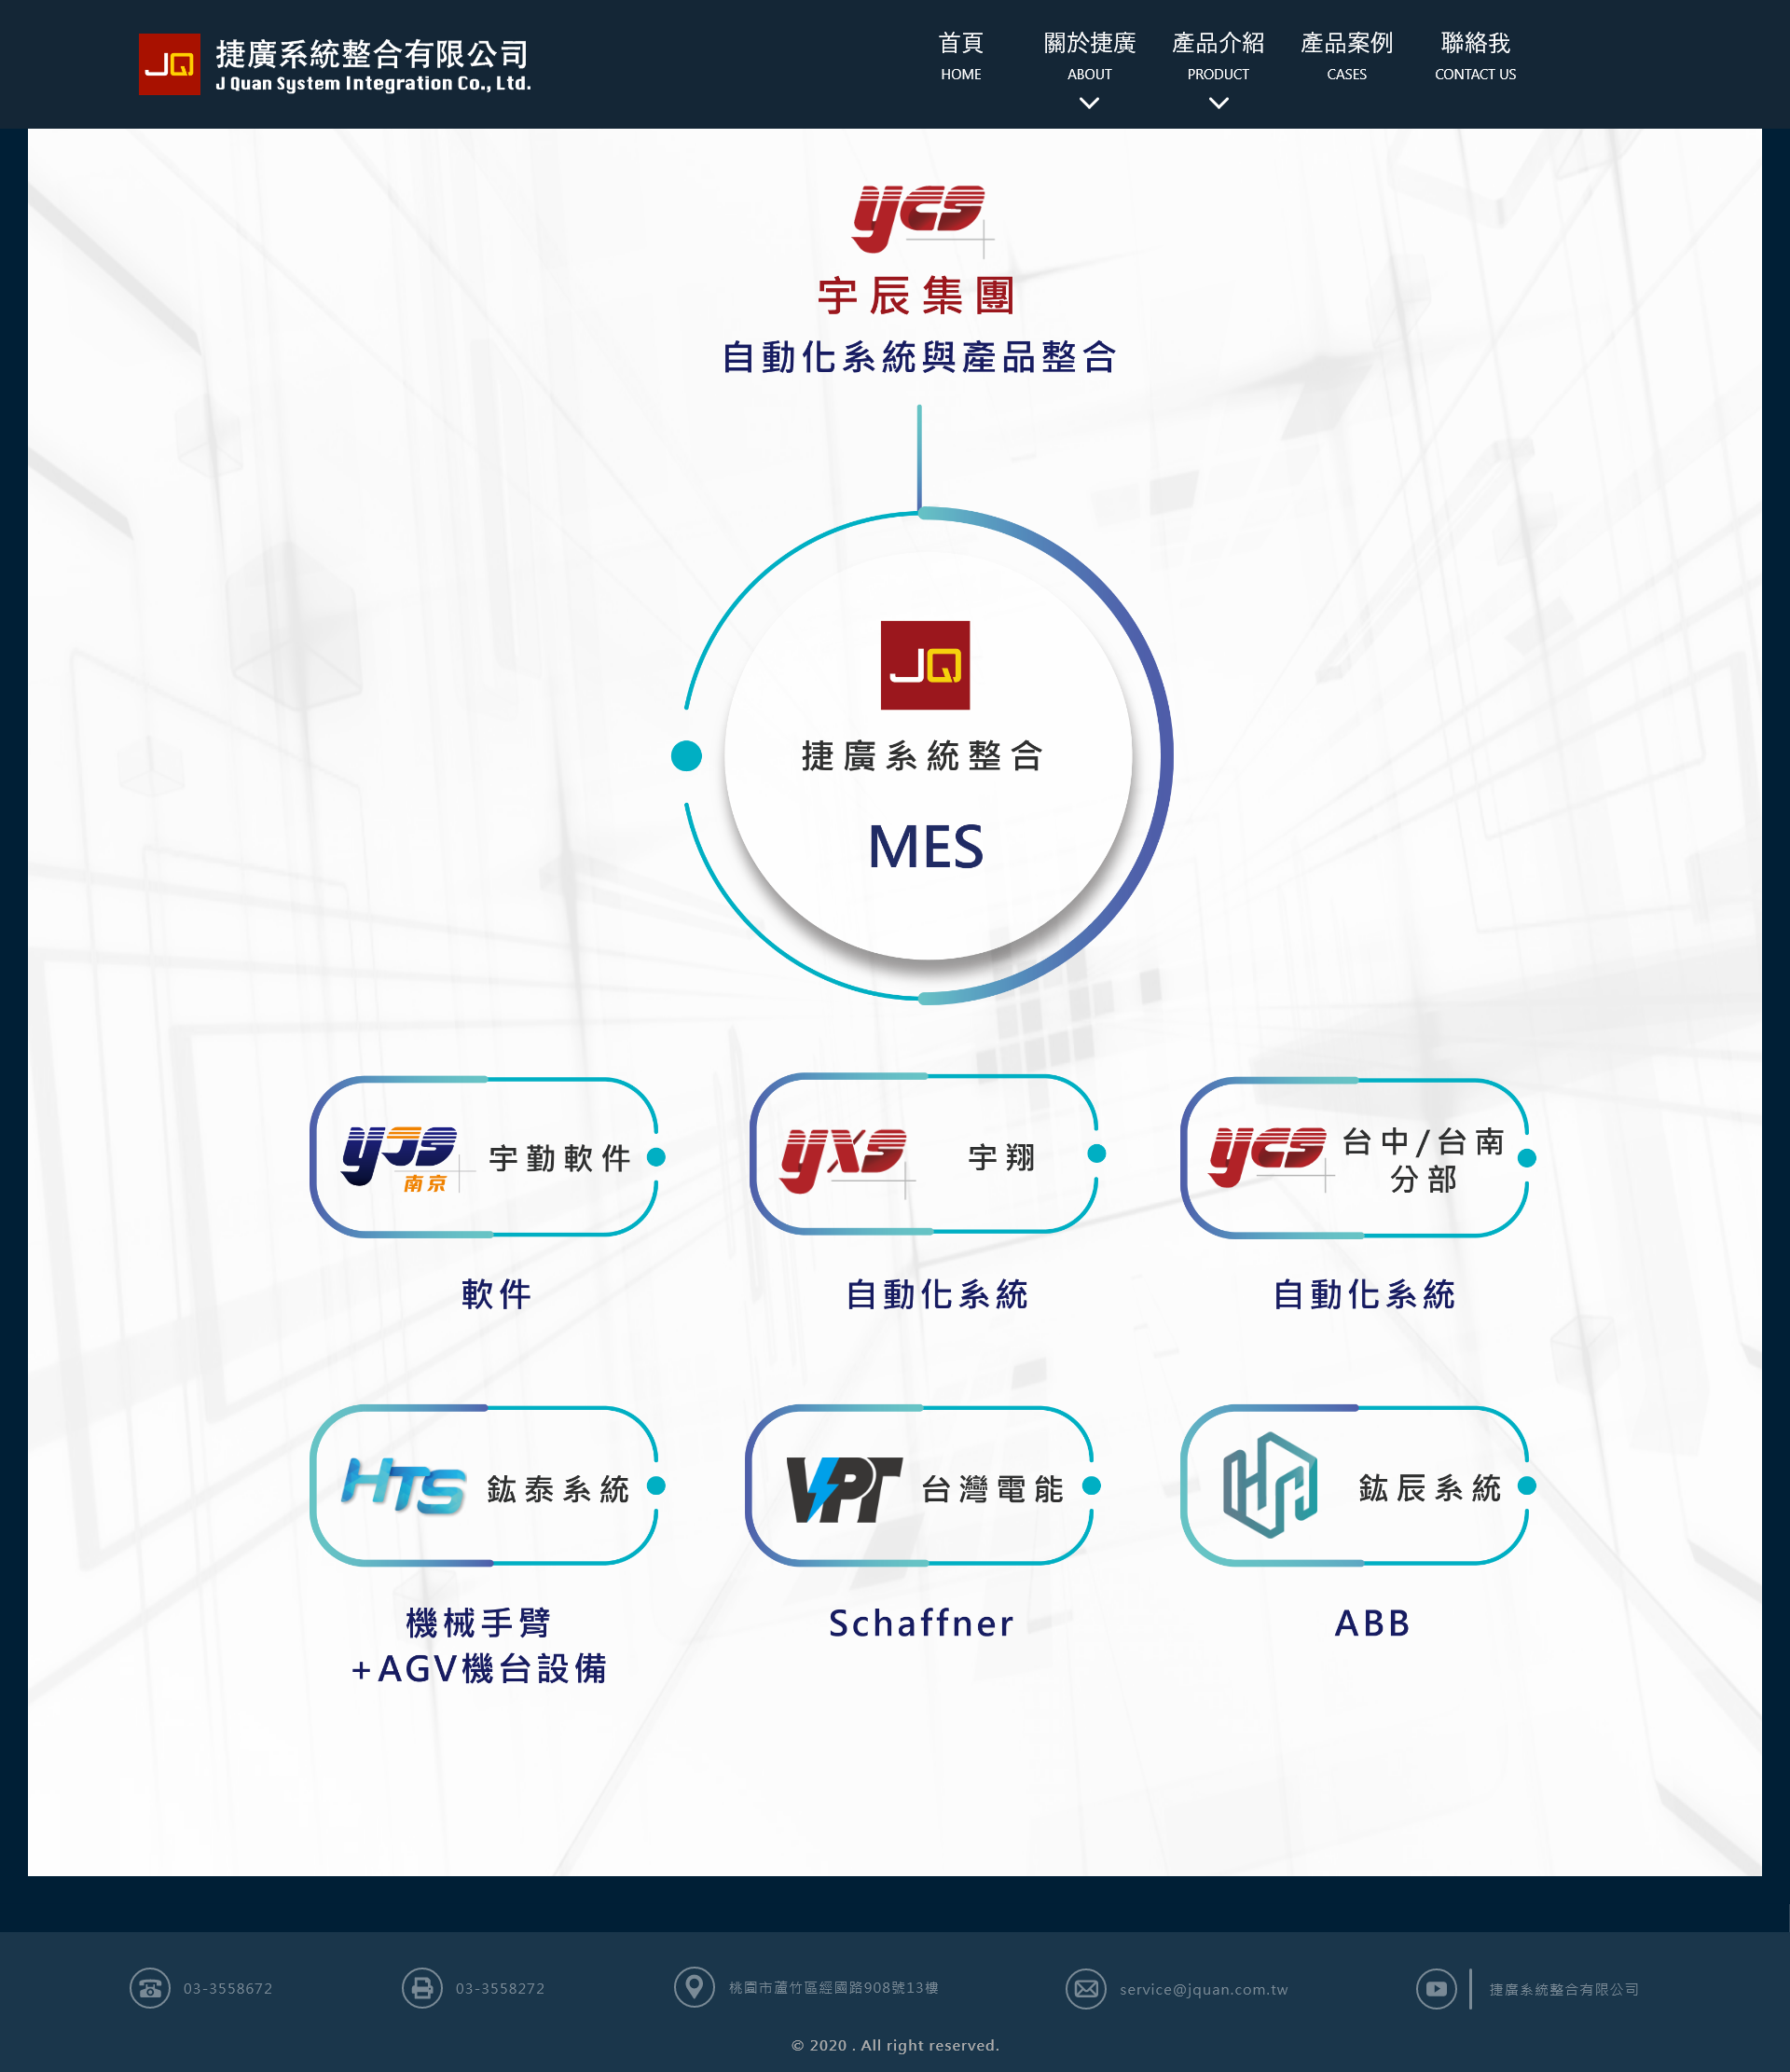 JQ 捷廣系統整合有限公司
J Quan System Integration Co., Ltd.
首頁 關於捷廣 產品介紹 產品案例 聯絡我
HOME ABOUT PRODUCT CASES CONTACT US
ycs
宇辰集團
自動化系統與產品整合
JQ
捷廣系統整合
MES
yjs 南京 宇勤軟件
軟件
yxs 宇翔
自動化系統
ycs 台中/台南
分部
自動化系統
HTS 鈜泰系統
機械手臂
+AGV機台設備
VPT 台灣電能
Schaffner
鈜辰系統
ABB
03-3558672
03-3558272
桃園市蘆竹區經國路908號13樓
service@jquan.com.tw
捷廣系統整合有限公司
© 2020 . All right reserved.